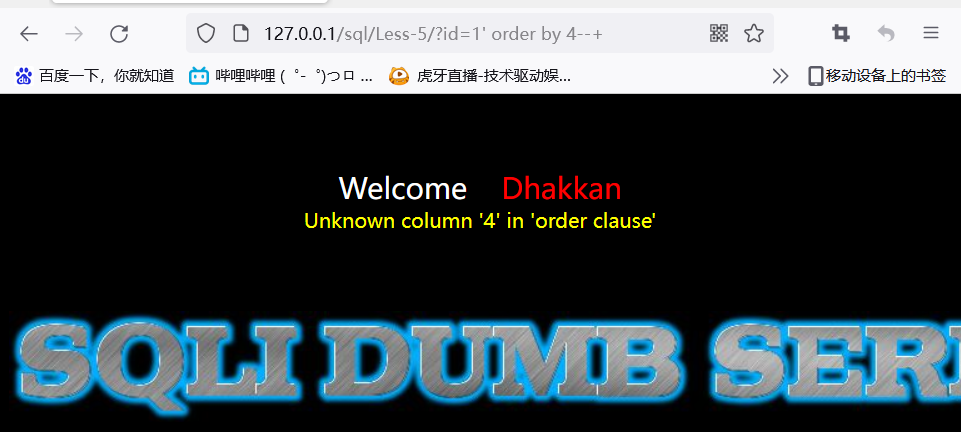 127.0.0.1/sql/Less-5/?id=1' order by 4--+
百度一下，你就知道 哔哩哔哩 ( ゜- ゜)つロ ... 虎牙直播-技术驱动娱... 移动设备上的书签
Welcome Dhakkan
Unknown column '4' in 'order clause'
SQLI DUMB SERI